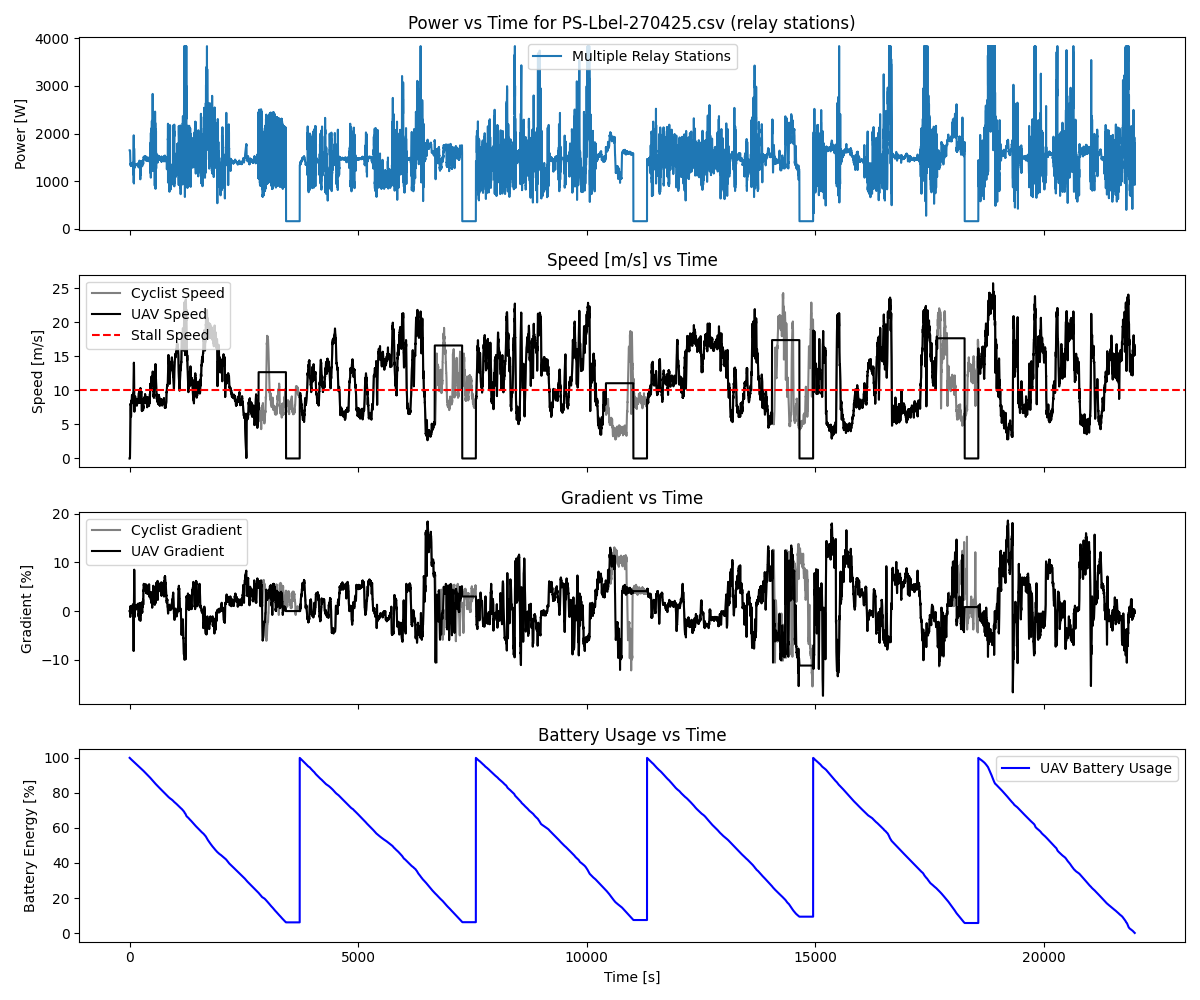 Power vs Time for PS-Lbel-270425.csv (relay stations)
4000
3000
2000
1000
0
Power [W]
Multiple Relay Stations
Speed [m/s] vs Time
25
20
15
10
5
0
Speed [m/s]
Cyclist Speed
UAV Speed
Stall Speed
Gradient vs Time
20
10
0
−10
Gradient [%]
Cyclist Gradient
UAV Gradient
Battery Usage vs Time
100
80
60
40
20
0
Battery Energy [%]
UAV Battery Usage
0 5000 10000 15000 20000
Time [s]